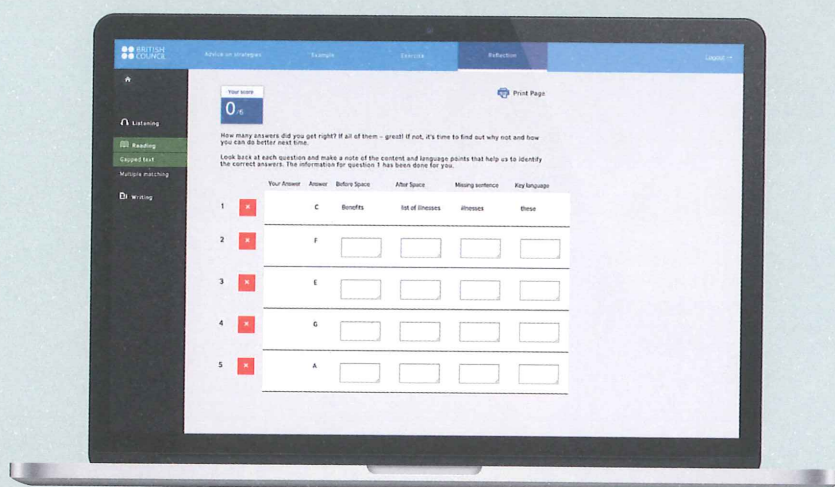 BRITISH
COUNCIL
Advice on strategies Example Exercise Reflection Logout
Your score
Print Page
0/6
Listening
How many answers did you get right? If all of them – great! If not, it's time to find out why not and how
you can do better next time.
Reading
Gapped text
Look back at each question and make a note of the content and language points that help us to identify
the correct answers. The information for question 1 has been done for you.
Multiple matching
Your Answer Answer Before Space After Space Missing sentence Key language
Writing
1 C Benefits list of illnesses illnesses these
2 F
3 E
4 G
5 A